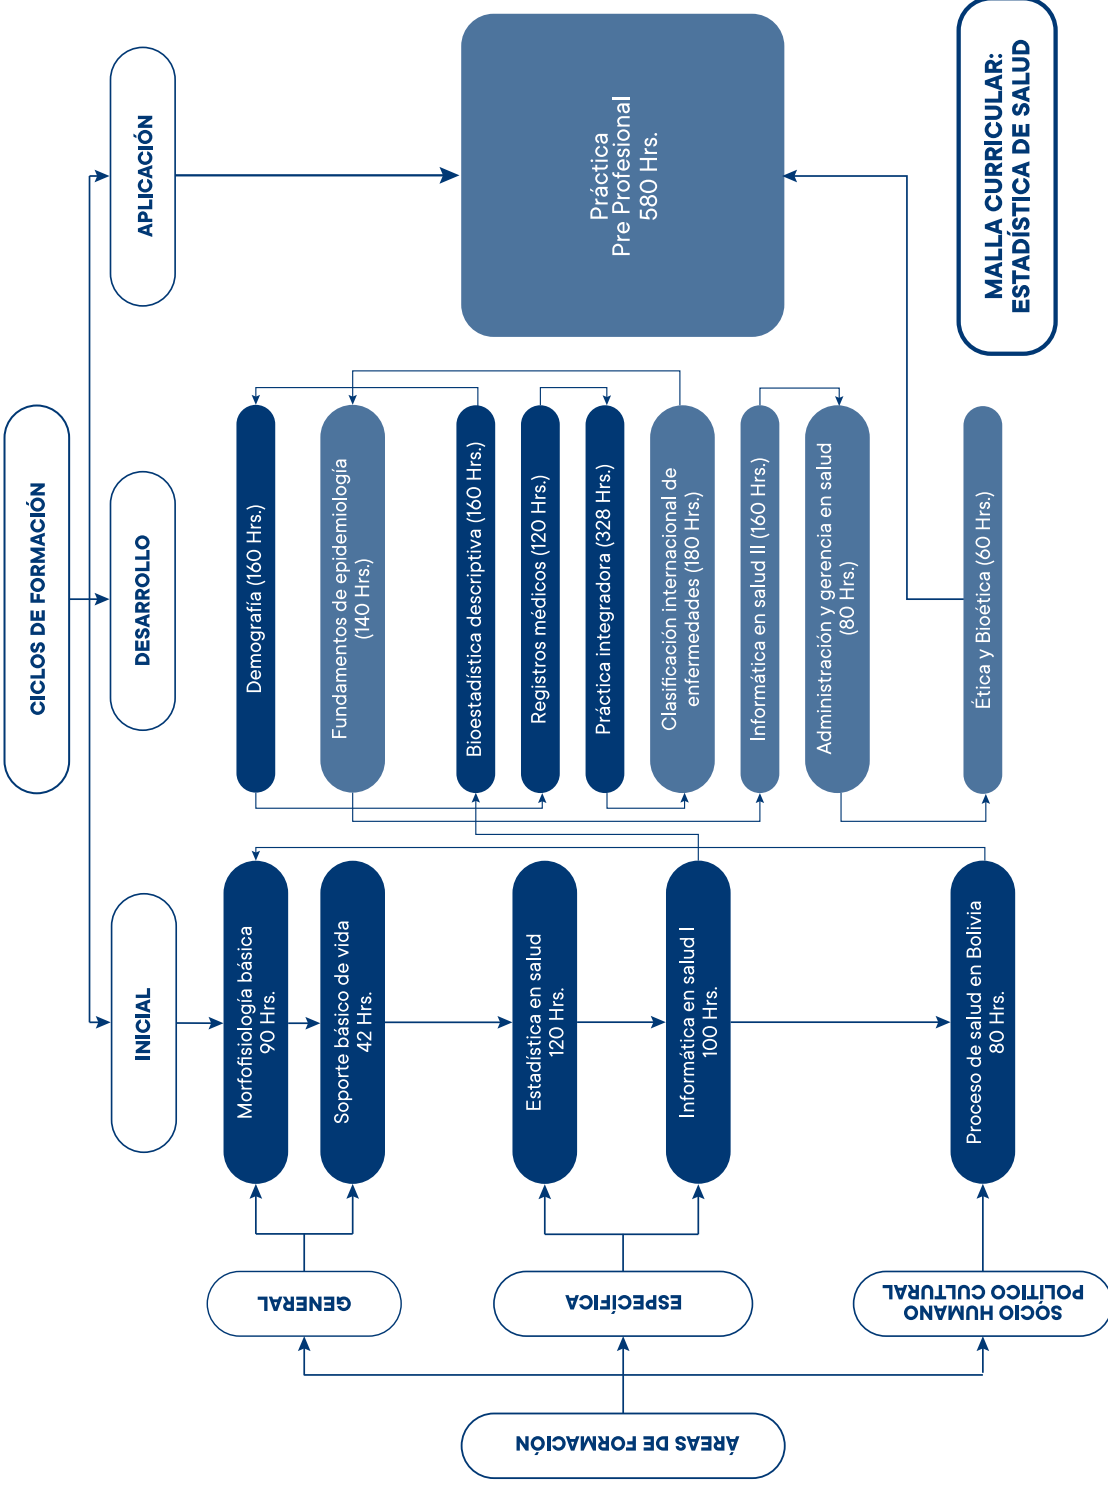 CICLOS DE FORMACIÓN
INICIAL
DESARROLLO
APLICACIÓN
ÁREAS DE FORMACIÓN
GENERAL
Morfofisiología básica
90 Hrs.
Soporte básico de vida
42 Hrs.
Demografía (160 Hrs.)
Fundamentos de epidemiología
(140 Hrs.)
ESPECÍFICA
Estadística en salud
120 Hrs.
Informática en salud I
100 Hrs.
Bioestadística descriptiva (160 Hrs.)
Registros médicos (120 Hrs.)
Práctica integradora (328 Hrs.)
Clasificación internacional de
enfermedades (180 Hrs.)
Informática en salud II (160 Hrs.)
Administración y gerencia en salud
(80 Hrs.)
Práctica
Pre Profesional
580 Hrs.
SOCIO HUMANO
POLÍTICO CULTURAL
Proceso de salud en Bolivia
80 Hrs.
Ética y Bioética (60 Hrs.)
MALLA CURRICULAR:
ESTADÍSTICA DE SALUD